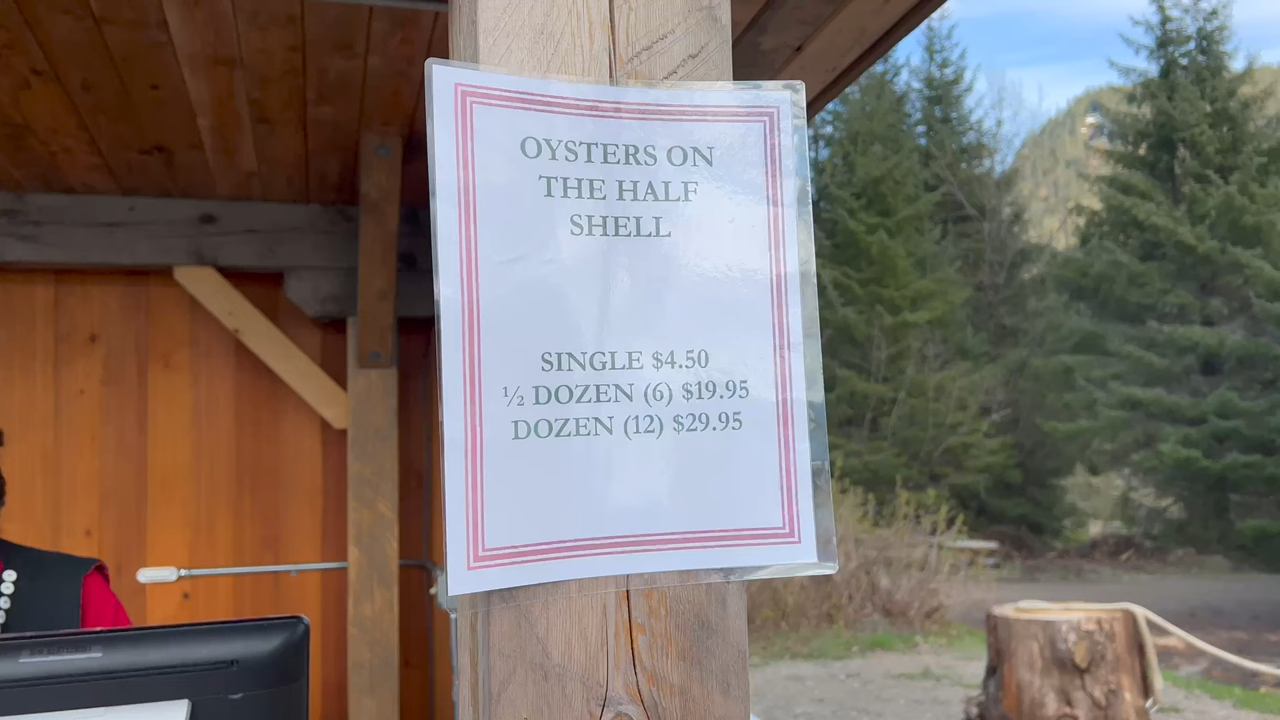 OYSTERS ON
THE HALF
SHELL
SINGLE $4.50
½ DOZEN (6) $19.95
DOZEN (12) $29.95